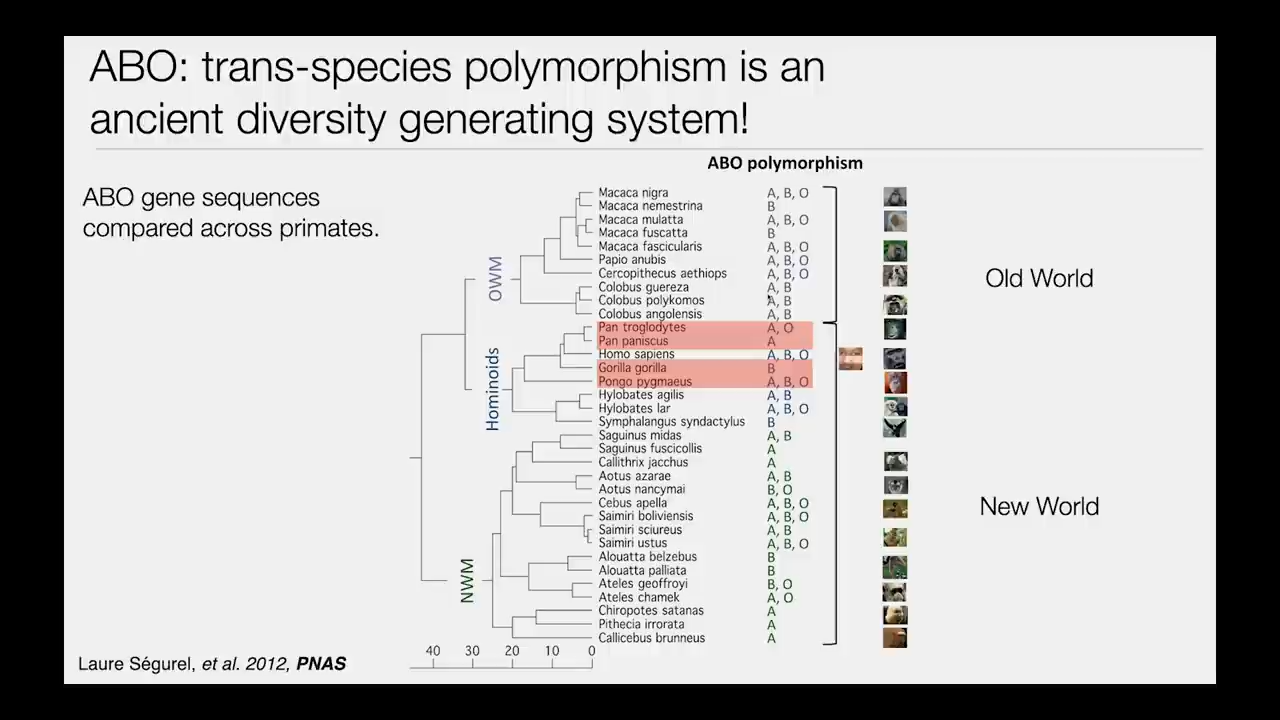 ABO: trans-species polymorphism is an
ancient diversity generating system!
ABO gene sequences
compared across primates.
ABO polymorphism
OWM
Hominoids
NWM
Macaca nigra A, B, O
Macaca nemestrina B
Macaca mulatta A, B, O
Macaca fuscatta B
Macaca fascicularis A, B, O
Papio anubis A, B, O
Cercopithecus aethiops A, B, O
Colobus guereza A, B
Colobus polykomos A, B
Colobus angolensis A, B
Pan troglodytes A, O
Pan paniscus A
Homo sapiens A, B, O
Gorilla gorilla B
Pongo pygmaeus A, B, O
Hylobates agilis A, B
Hylobates lar A, B, O
Symphalangus syndactylus B
Saguinus midas A, B
Saguinus fuscicollis A
Callithrix jacchus A
Aotus azarae A, B
Aotus nancymai B, O
Cebus apella A, B, O
Saimiri boliviensis A, B, O
Saimiri sciureus A, B
Saimiri ustus A, B, O
Alouatta belzebus B
Alouatta palliata B
Ateles geoffroyi B, O
Ateles chamek A, O
Chiropotes satanas A
Pithecia irrorata A
Callicebus brunneus A
Old World
New World
40 30 20 10 0
Laure Ségurel, et al. 2012, PNAS